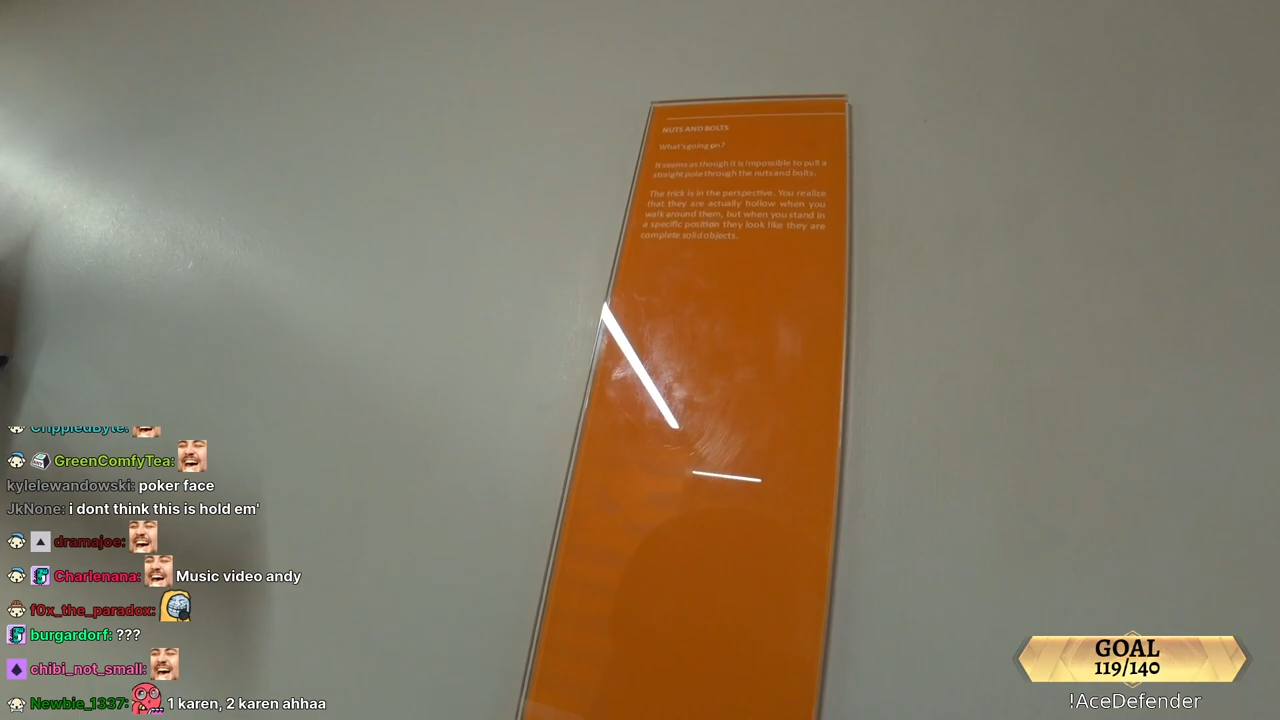 NUTS AND BOLTS
What's going on?
It seems as though it is impossible to pull a
straight pole through the nuts and bolts.
The trick is in the perspective. You realize
that they are actually hollow when you
walk around them, but when you stand in
a specific position they look like they are
complete solid objects.
CrippledByte:
GreenComfyTea:
kylelewandowski: poker face
JkNone: i dont think this is hold em'
dramajoe:
Charlenana: Music video andy
f0x_the_paradox:
burgardorf: ???
chibi_not_small:
Newbie_1337: 1 karen, 2 karen ahhaa
GOAL
119/140
!AceDefender